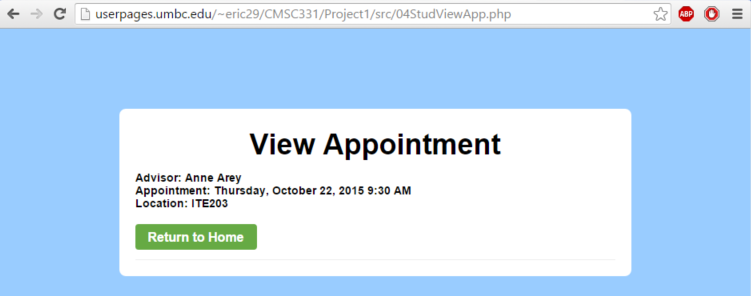 userpages.umbc.edu/~eric29/CMSC331/Project1/src/04StudViewApp.php
ABP
View Appointment
Advisor: Anne Arey
Appointment: Thursday, October 22, 2015 9:30 AM
Location: ITE203
Return to Home